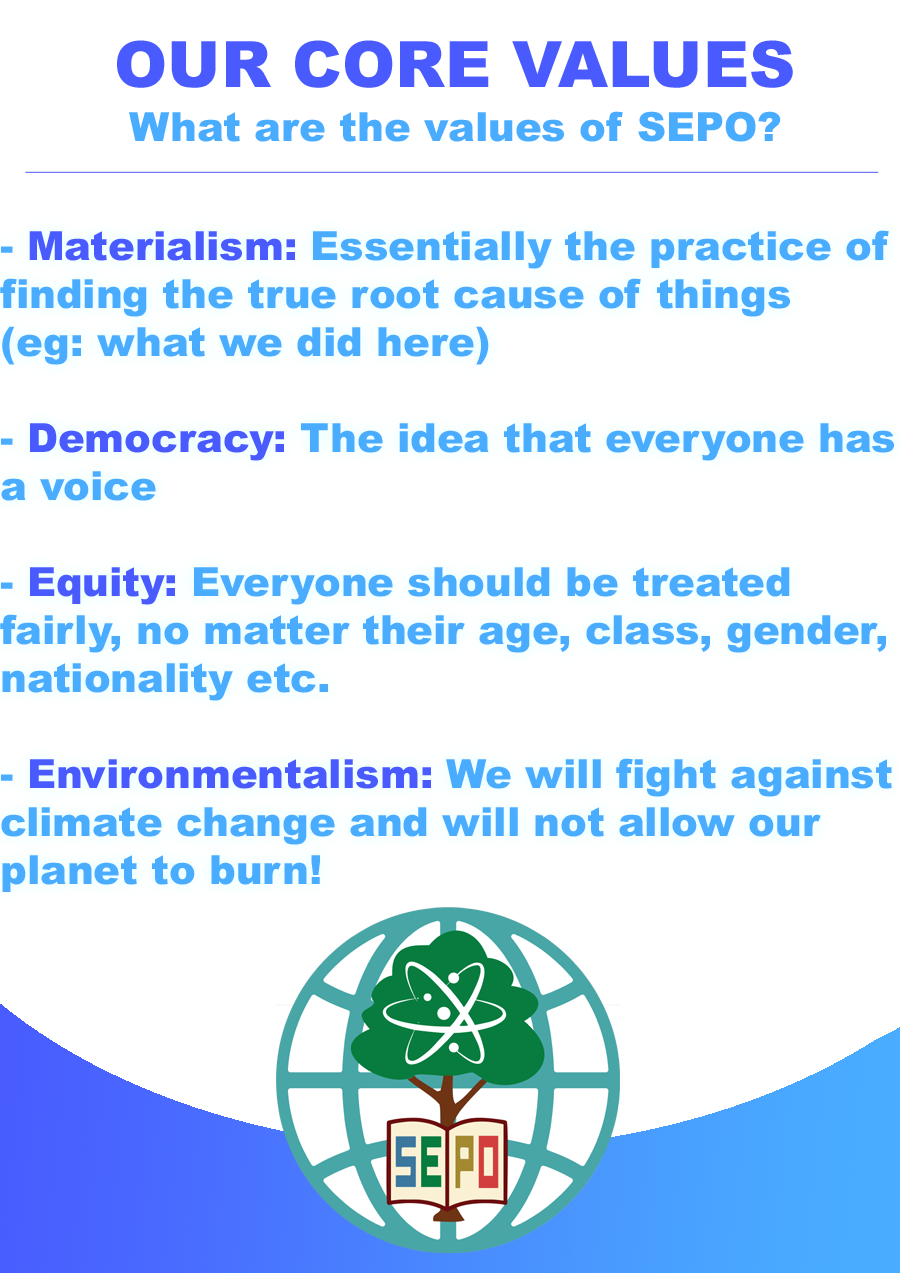 OUR CORE VALUES
What are the values of SEPO?
- Materialism: Essentially the practice of
finding the true root cause of things
(eg: what we did here)
- Democracy: The idea that everyone has
a voice
- Equity: Everyone should be treated
fairly, no matter their age, class, gender,
nationality etc.
- Environmentalism: We will fight against
climate change and will not allow our
planet to burn!
SEPO